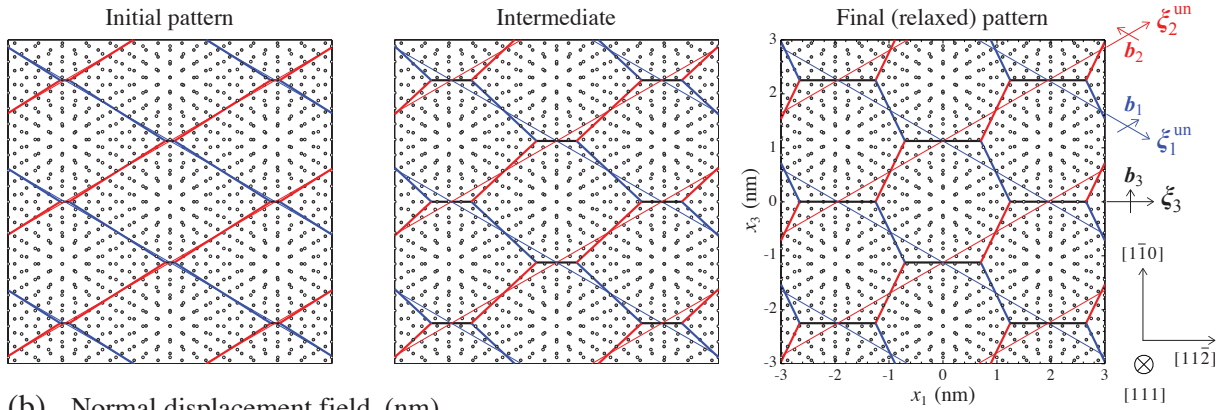 Initial pattern
Intermediate
Final (relaxed) pattern
3
2
1
0
-1
-2
-3
x₃ (nm)
-3 -2 -1 0 1 2 3
x₁ (nm)
ξ₂ᵘⁿ
b₂
b₁
ξ₁ᵘⁿ
b₃
ξ₃
[11̄0]
[112̄]
[111]
(b) Normal displacement field (nm)